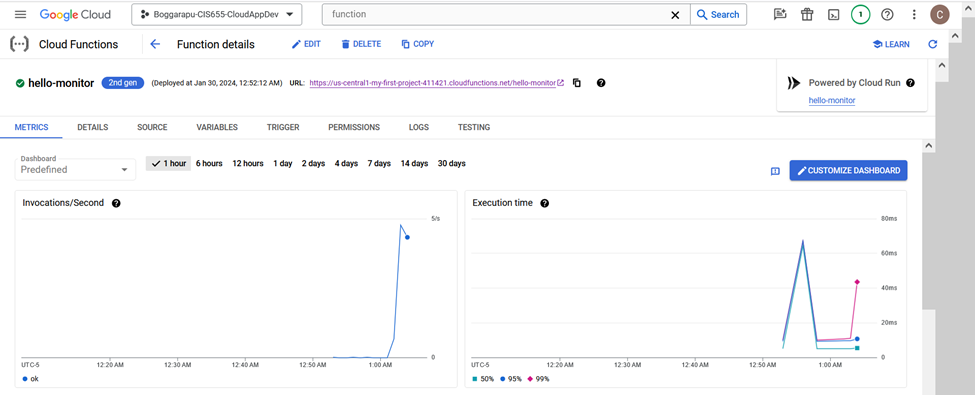 Google Cloud Boggarapu-CIS655-CloudAppDev function Search 1 C
Cloud Functions Function details EDIT DELETE COPY LEARN
hello-monitor 2nd gen (Deployed at Jan 30, 2024, 12:52:12 AM) URL: https://us-central1-my-first-project-411421.cloudfunctions.net/hello-monitor Powered by Cloud Run
hello-monitor
METRICS DETAILS SOURCE VARIABLES TRIGGER PERMISSIONS LOGS TESTING
Dashboard
Predefined 1 hour 6 hours 12 hours 1 day 2 days 4 days 7 days 14 days 30 days CUSTOMIZE DASHBOARD
Invocations/Second
5/s
0
UTC-5 12:20 AM 12:30 AM 12:40 AM 12:50 AM 1:00 AM
ok
Execution time
80ms
60ms
40ms
20ms
0
UTC-5 12:20 AM 12:30 AM 12:40 AM 12:50 AM 1:00 AM
50% 95% 99%